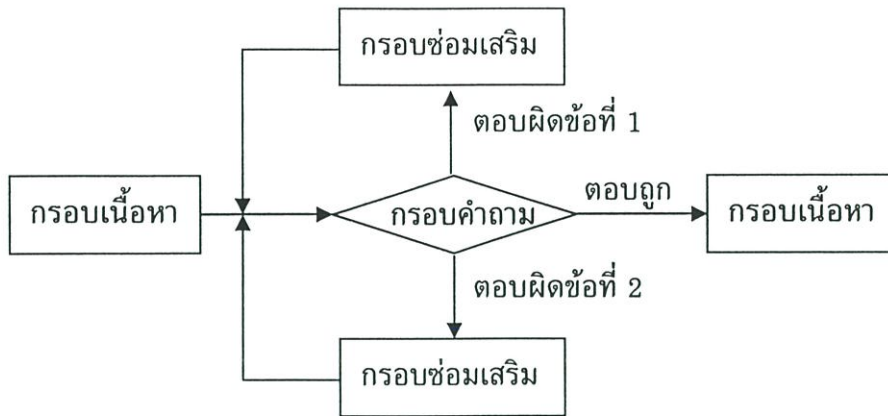 กรอบซ่อมเสริม
ตอบผิดข้อที่ 1
กรอบเนื้อหา
กรอบคำถาม
ตอบถูก
กรอบเนื้อหา
ตอบผิดข้อที่ 2
กรอบซ่อมเสริม